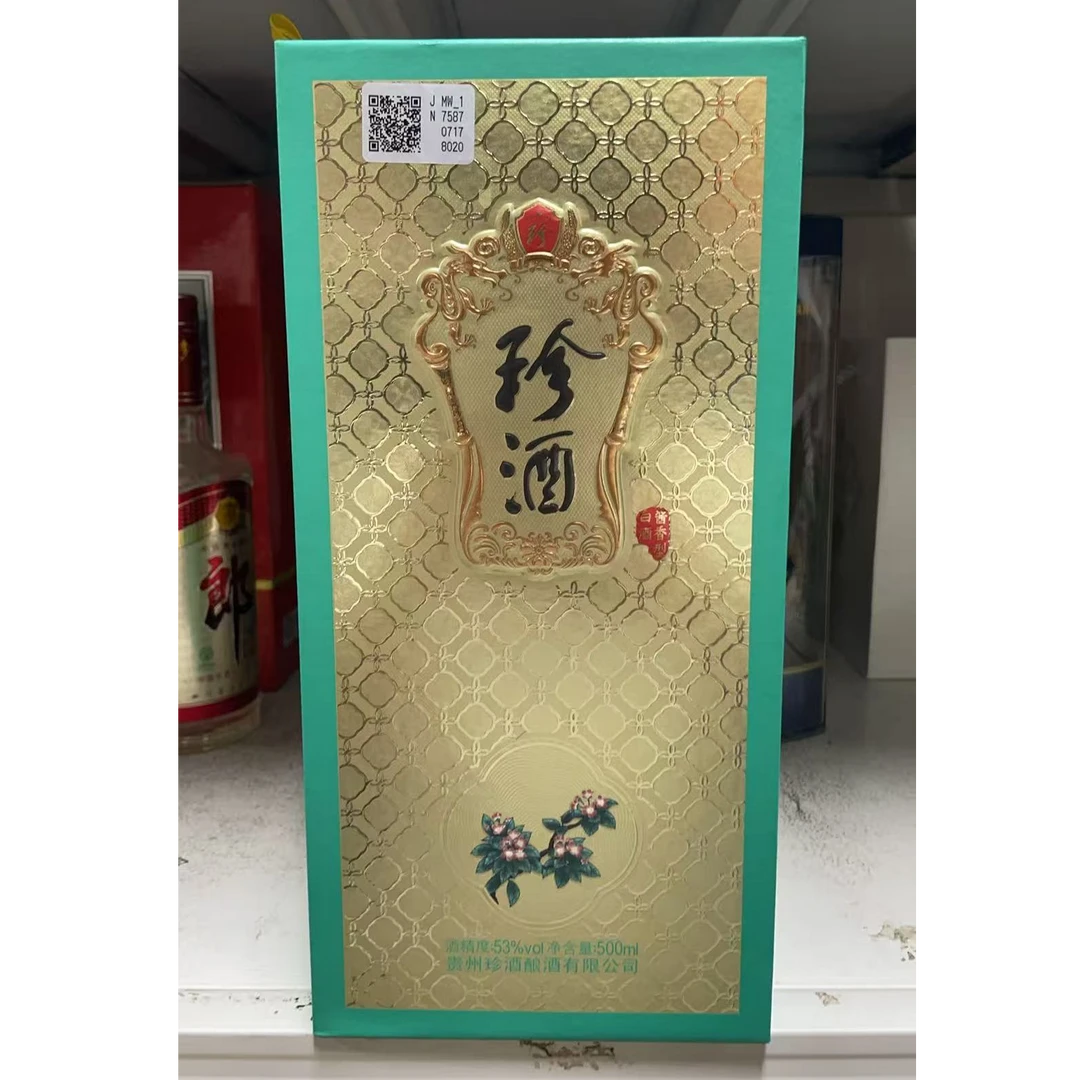 J MW_1
N 7587
0717
8020
珍
珍酒
酱香型
白酒
酒精度:53%vol 净含量:500ml
贵州珍酒酿酒有限公司
郎